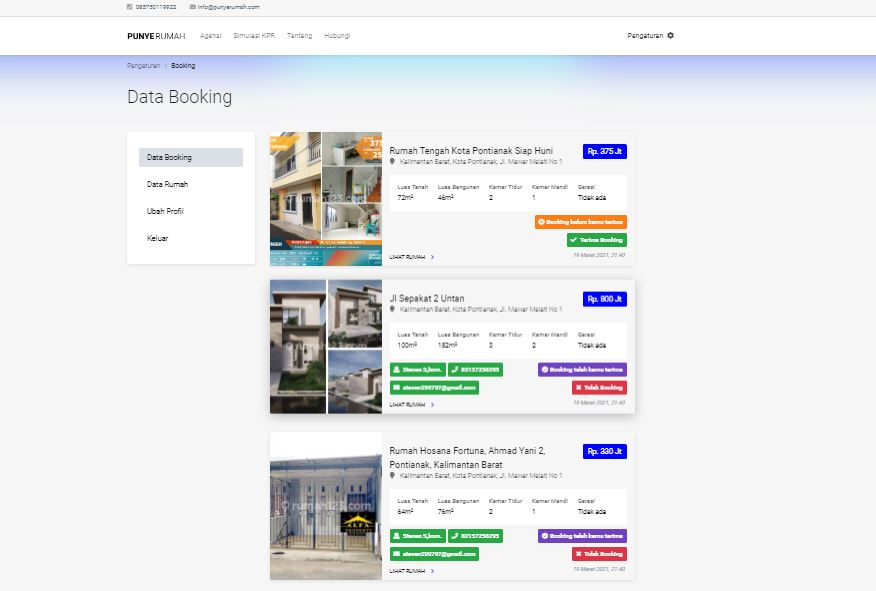 085750119922 info@punyarumah.com
PUNYERUMAH Agensi Simulasi KPR Tentang Hubungi Pengaturan
Pengaturan > Booking
Data Booking
Data Booking
Data Rumah
Ubah Profil
Keluar
Rumah Tengah Kota Pontianak Siap Huni
Rp. 375 Jt
Kalimantan Barat, Kota Pontianak, Jl. Mawar Melati No 1
Luas Tanah Luas Bangunan Kamar Tidur Kamar Mandi Garasi
72m² 46m² 2 1 Tidak ada
Booking belum kamu terima
Terima Booking
LIHAT RUMAH >
19 Maret 2021, 21:40
Jl Sepakat 2 Untan
Rp. 800 Jt
Kalimantan Barat, Kota Pontianak, Jl. Mawar Melati No 1
Luas Tanah Luas Bangunan Kamar Tidur Kamar Mandi Garasi
100m² 152m² 3 2 Tidak ada
Steven S,kom. 82157256295 Booking telah kamu terima
steven290797@gmail.com Tolak Booking
LIHAT RUMAH >
19 Maret 2021, 21:40
Rumah Hosana Fortuna, Ahmad Yani 2,
Pontianak, Kalimantan Barat
Rp. 330 Jt
Kalimantan Barat, Kota Pontianak, Jl. Mawar Melati No 1
Luas Tanah Luas Bangunan Kamar Tidur Kamar Mandi Garasi
64m² 76m² 2 1 Tidak ada
rumah123.com
ALFA
PROPERTY
Steven S,kom. 82157256295 Booking telah kamu terima
steven290797@gmail.com Tolak Booking
LIHAT RUMAH >
19 Maret 2021, 21:40